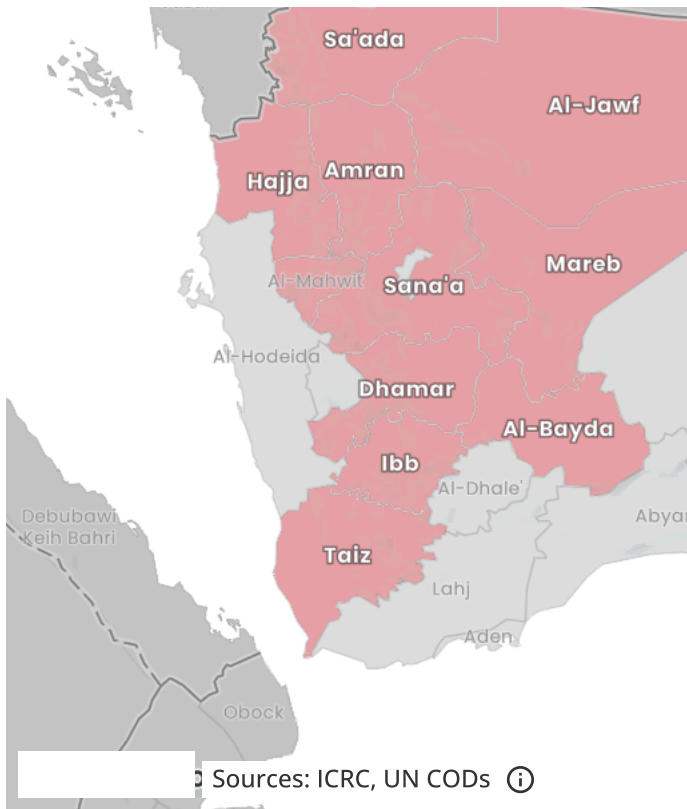 Sa'ada
Al-Jawf
Amran
Hajja
Mareb
Al-Mahwit
Sana'a
Al-Hodeida
Dhamar
Al-Bayda
Ibb
Al-Dhale'
Debubawi
Keih Bahri
Abya
Taiz
Lahj
Aden
Obock
Sources: ICRC, UN CODs